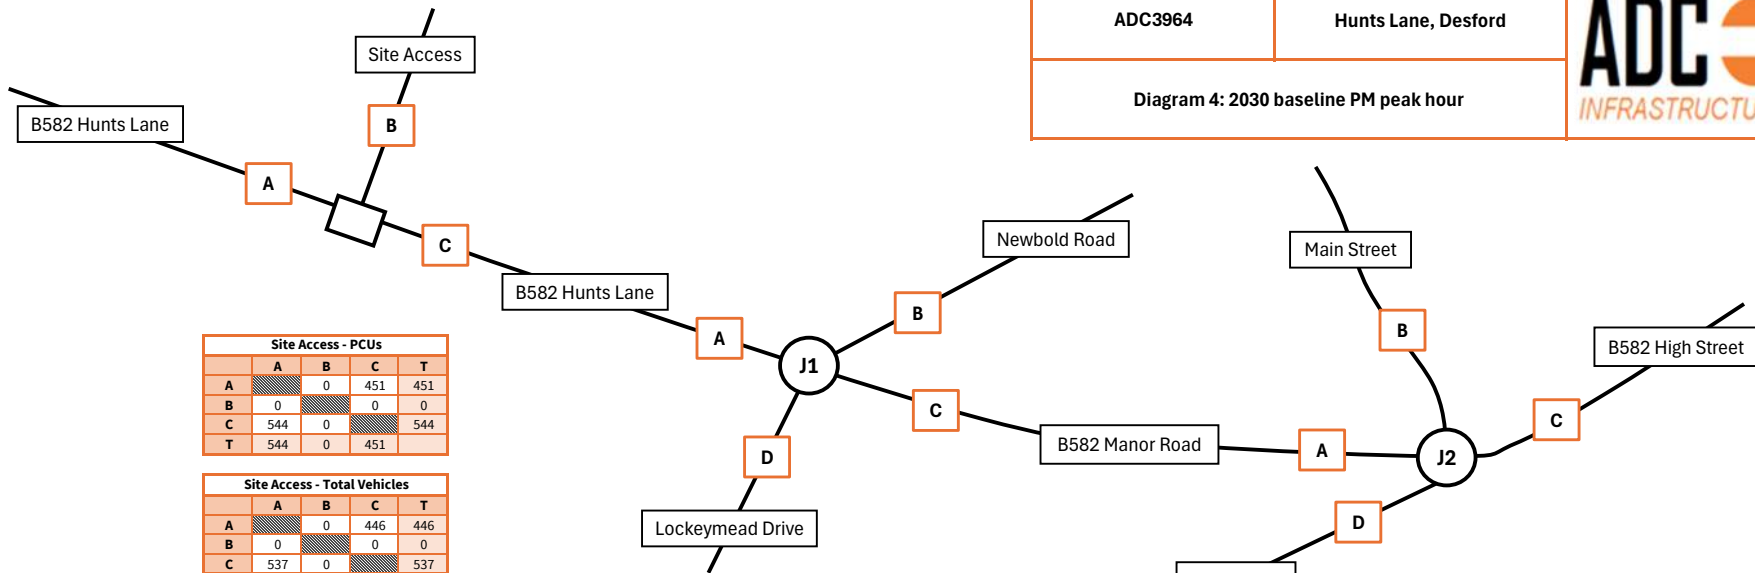 ADC3964
Hunts Lane, Desford
Diagram 4: 2030 baseline PM peak hour
ADC
INFRASTRUCTU
Site Access
B582 Hunts Lane
B
A
C
B582 Hunts Lane
Newbold Road
Main Street
B582 High Street
A
B
J1
C
D
B582 Manor Road
Lockeymead Drive
A
B
J2
C
D
Site Access - PCUs
A B C T
A 0 451 451
B 0 0 0
C 544 0 544
T 544 0 451
Site Access - Total Vehicles
A B C T
A 0 446 446
B 0 0 0
C 537 0 537